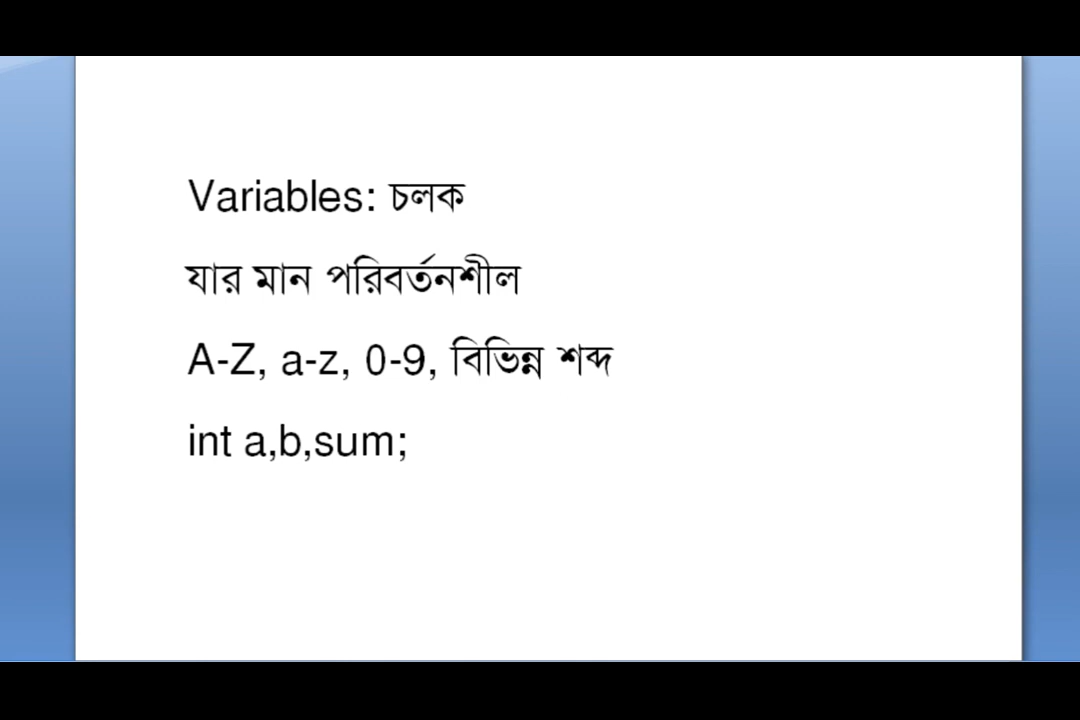 Variables: চলক
যার মান পরিবর্তনশীল
A-Z, a-z, 0-9, বিভিন্ন শব্দ
int a,b,sum;